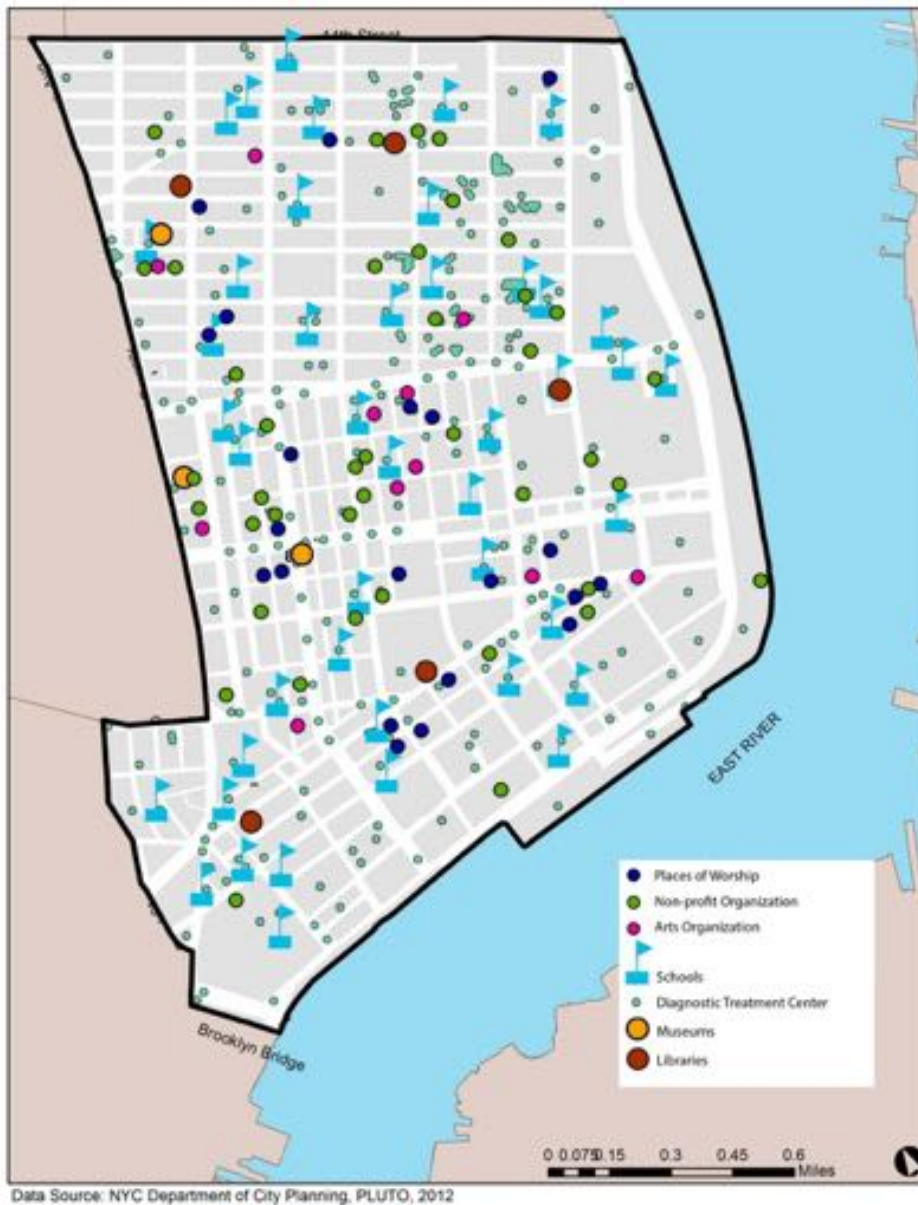 14th Street
EAST RIVER
Places of Worship
Non-profit Organization
Arts Organization
Schools
Diagnostic Treatment Center
Museums
Libraries
Brooklyn Bridge
0 0.075 0.15 0.3 0.45 0.6
Miles
Data Source: NYC Department of City Planning, PLUTO, 2012